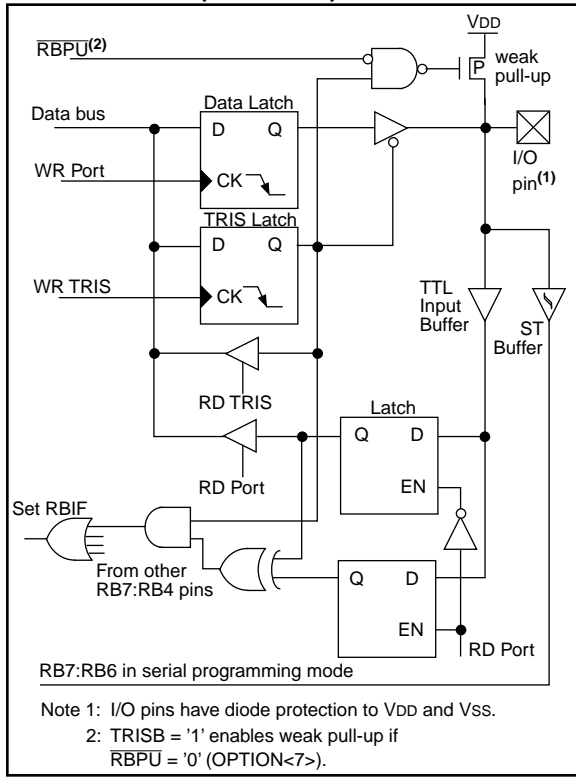 VDD
RBPU(2)
P
weak
pull-up
Data Latch
Data bus
D Q
I/O
pin(1)
WR Port
CK
TRIS Latch
D Q
WR TRIS
CK
TTL
Input
Buffer
ST
Buffer
RD TRIS
Latch
Q D
RD Port
EN
Set RBIF
From other
RB7:RB4 pins
Q D
EN
RD Port
RB7:RB6 in serial programming mode
Note 1: I/O pins have diode protection to VDD and VSS.
2: TRISB = '1' enables weak pull-up if
RBPU = '0' (OPTION<7>).